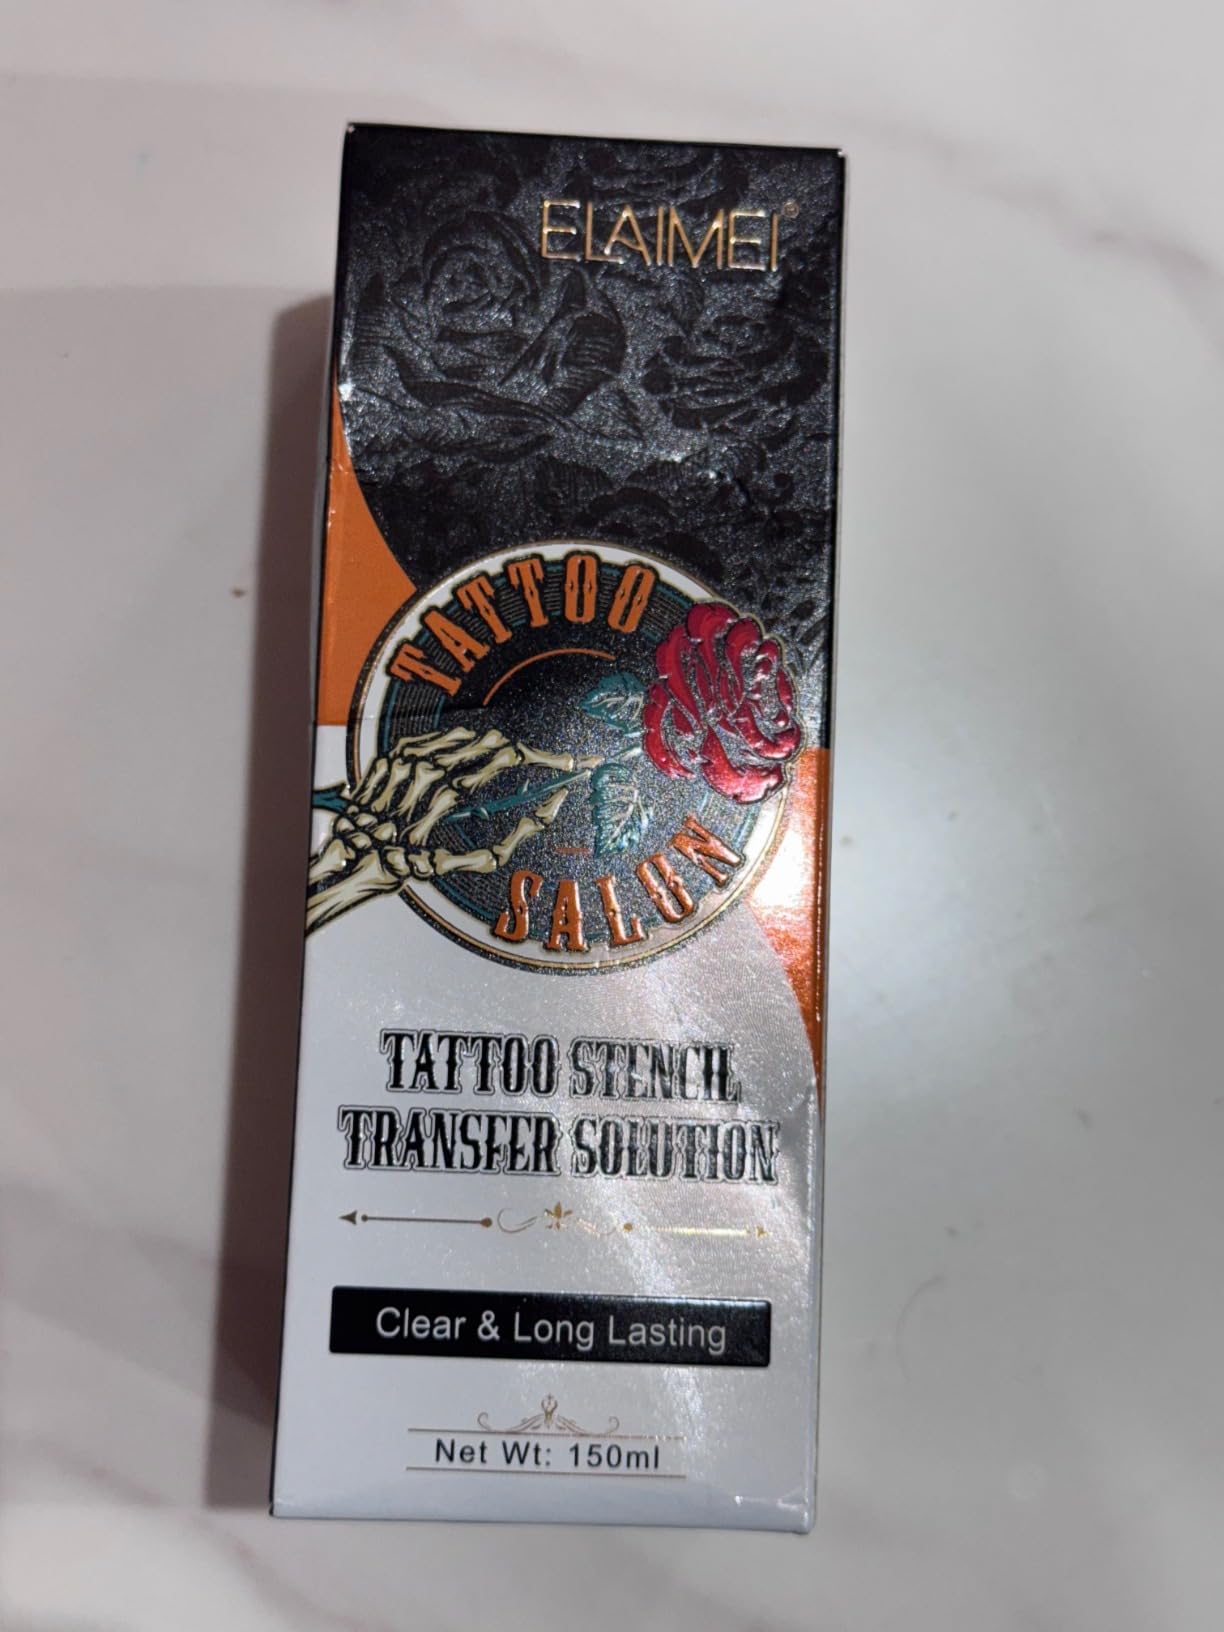 ELAIMEI®
TATTOO
SALON
TATTOO STENCIL
TRANSFER SOLUTION
Clear & Long Lasting
Net Wt: 150ml